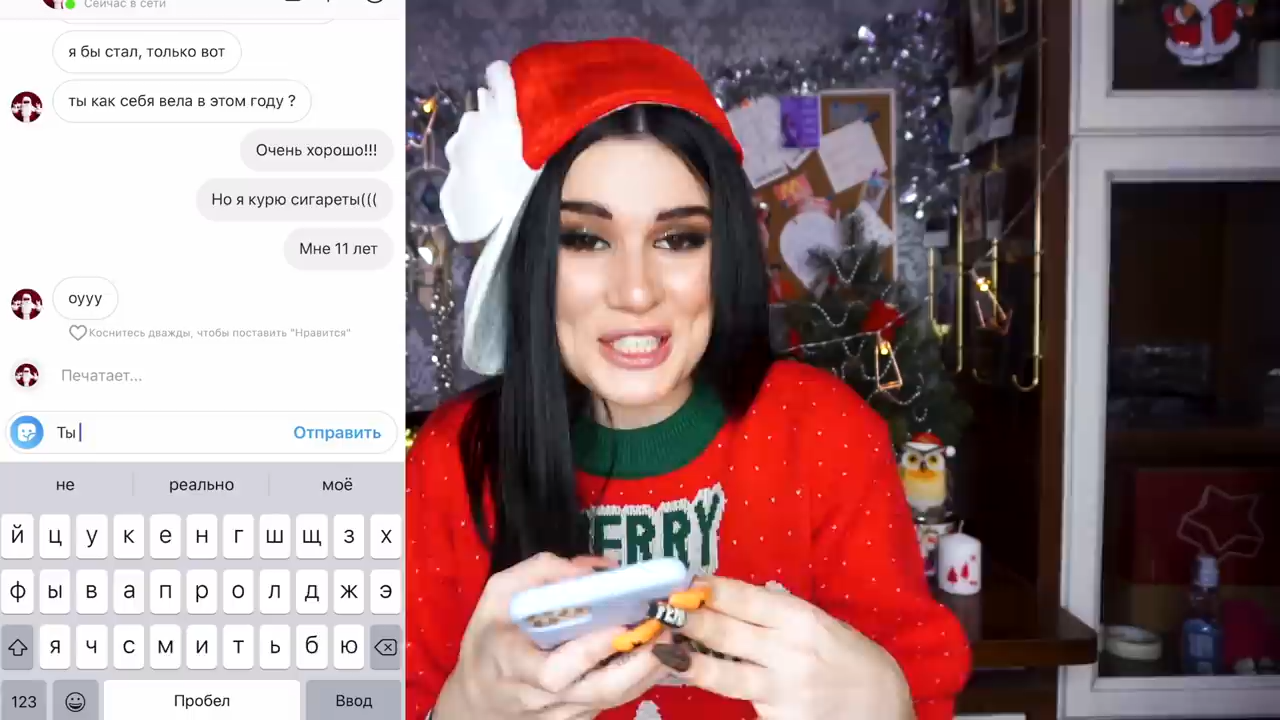 Сейчас в сети
я бы стал, только вот
ты как себя вела в этом году ?
Очень хорошо!!!
Но я курю сигареты(((
Мне 11 лет
оууу
Коснитесь дважды, чтобы поставить "Нравится"
Печатает...
Ты
Отправить
не реально моё
й ц у к е н г ш щ з х
ф ы в а п р о л д ж э
я ч с м и т ь б ю
123 Пробел Ввод
ERRY